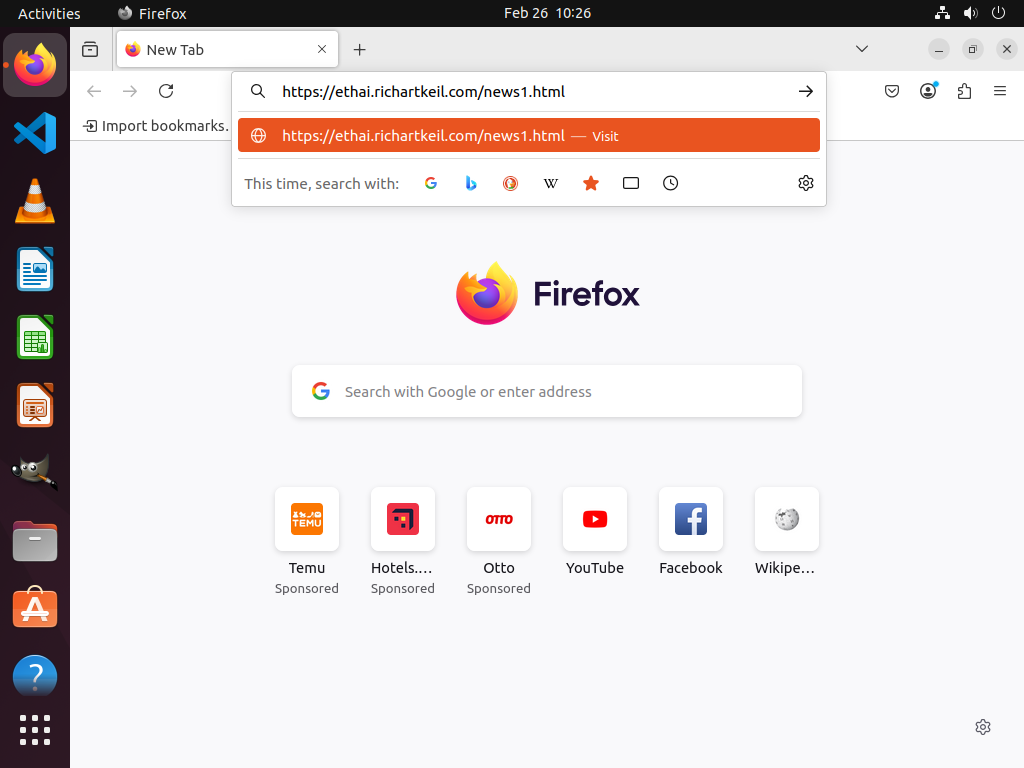 Activities
Firefox
Feb 26 10:26
New Tab
https://ethai.richartkeil.com/news1.html
Import bookmarks.
https://ethai.richartkeil.com/news1.html — Visit
This time, search with:
W
Firefox
Search with Google or enter address
TEMU
OTTO
Temu
Sponsored
Hotels.…
Sponsored
Otto
Sponsored
YouTube
Facebook
Wikipe…